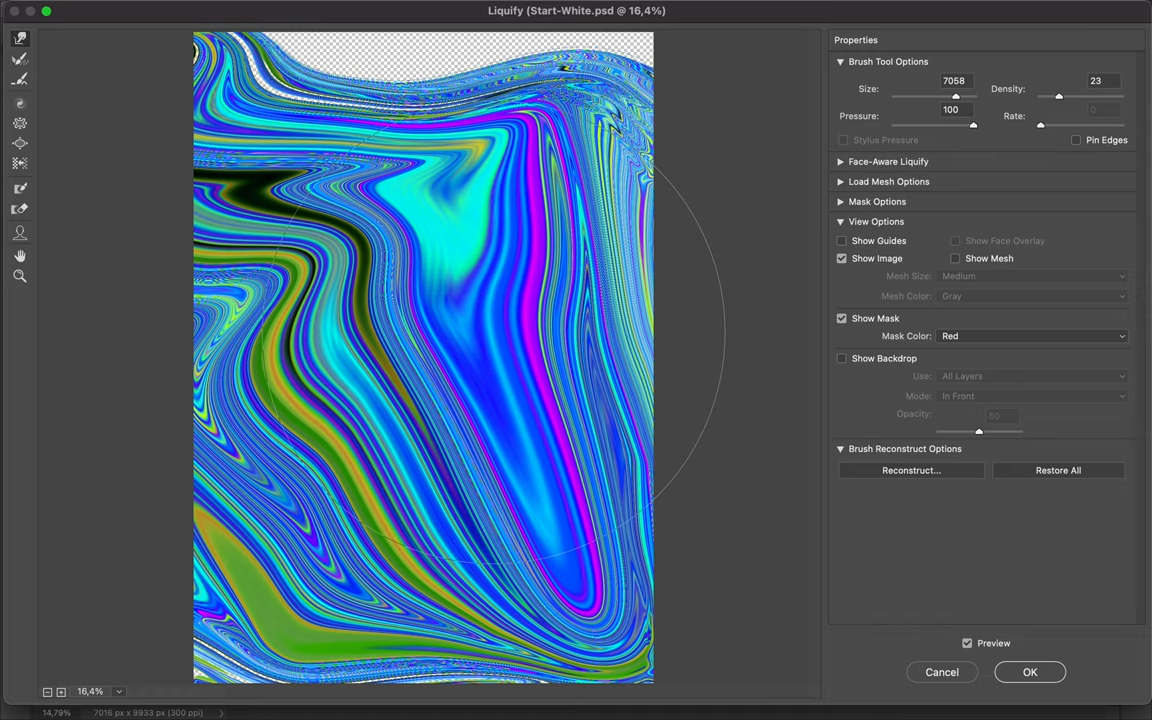 Liquify (Start-White.psd @ 16,4%)
Properties
Brush Tool Options
Size: 7058 Density: 23
Pressure: 100 Rate: 0
Stylus Pressure Pin Edges
Face-Aware Liquify
Load Mesh Options
Mask Options
View Options
Show Guides Show Face Overlay
Show Image Show Mesh
Mesh Size: Medium
Mesh Color: Gray
Show Mask
Mask Color: Red
Show Backdrop
Use: All Layers
Mode: In Front
Opacity: 50
Brush Reconstruct Options
Reconstruct... Restore All
Preview
Cancel OK
16,4%
14,79% 7016 px x 9933 px (300 ppi)